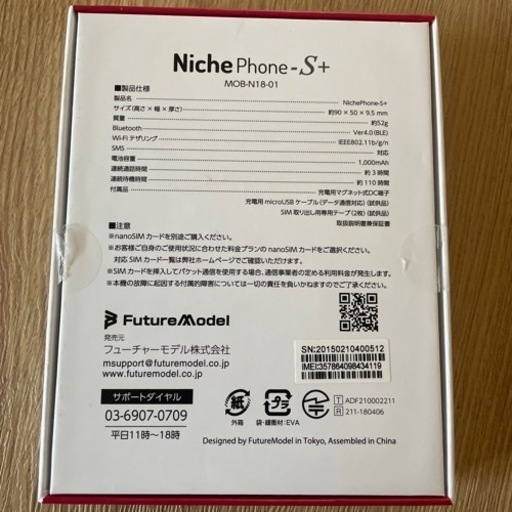 Niche Phone-S+
MOB-N18-01
■製品仕様
製品名 NichePhone-S+
サイズ(高さ × 幅 × 厚さ) 約90 × 50 × 9.5 mm
質量 約52g
Bluetooth Ver4.0 (BLE)
Wi-Fi テザリング IEEE802.11b/g/n
SMS 対応
電池容量 1,000mAh
連続通話時間 約 3 時間
連続待機時間 約 110 時間
付属品 充電用マグネット式DC端子
充電用 microUSB ケーブル (データ通信対応) (試供品)
SIM 取り出し用専用テープ(2枚) (試供品)
取扱説明書兼保証書
■注意
※nanoSIM カードを別途ご購入ください。
※お客様ご自身のご使用状況に合わせた料金プランの nanoSIM カードをご選択ください。
対応 SIM カード一覧は弊社ホームページでご確認いただけます。
※SIM カードを挿入してパケット通信を使用する場合、通信事業者の定める利用料金が発生します。
※本機の故障に起因する付随的障害については一切の責任を負いかねますのでご了承ください。
FutureModel
発売元
フューチャーモデル株式会社
msupport@futuremodel.co.jp
www.futuremodel.co.jp
SN:20150210400512
IMEI:357864098434119
サポートダイヤル
03-6907-0709
平日11時〜18時
紙
外箱
プラ
袋・緩衝材:EVA
T ADF210002211
R 211-180406
Designed by FutureModel in Tokyo, Assembled in China